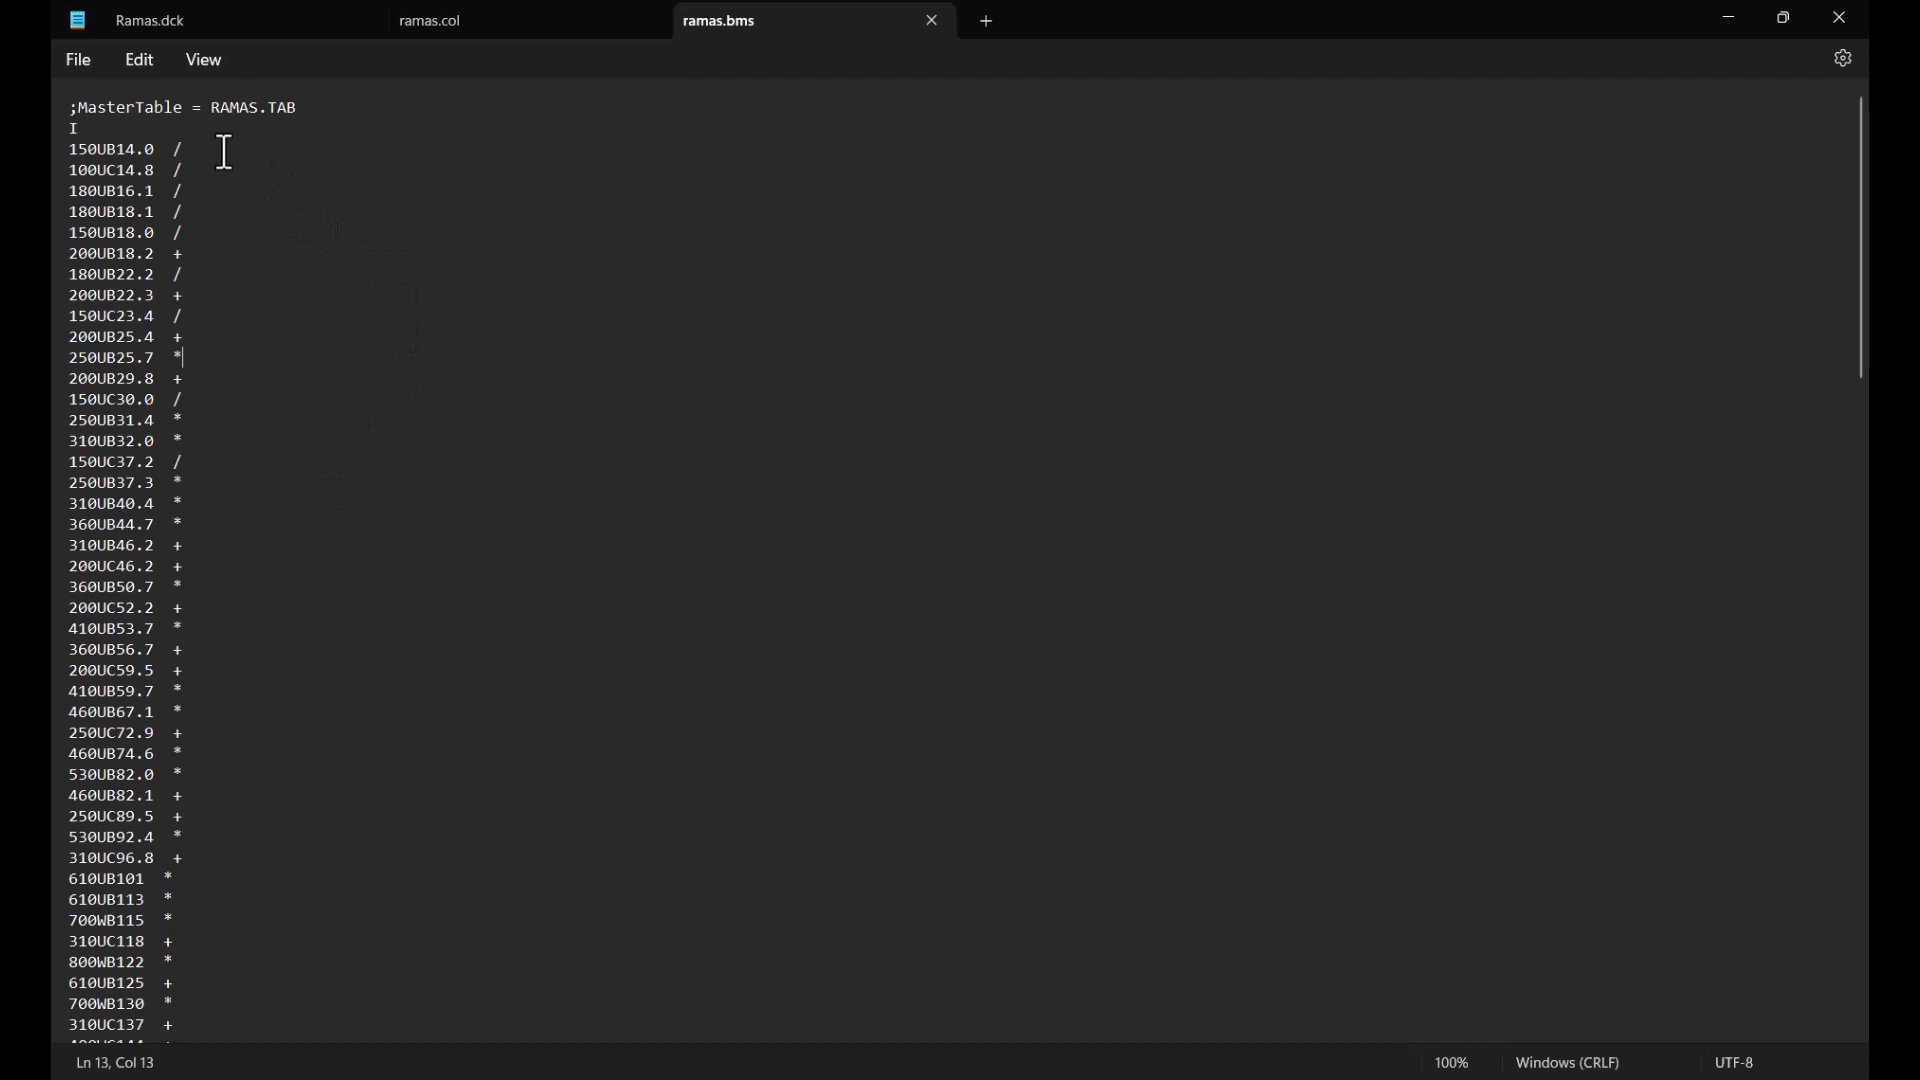 Ramas.dck ramas.col ramas.bms
File Edit View
;MasterTable = RAMAS.TAB
I
150UB14.0 /
100UC14.8 /
180UB16.1 /
180UB18.1 /
150UB18.0 /
200UB18.2 +
180UB22.2 /
200UB22.3 +
150UC23.4 /
200UB25.4 +
250UB25.7 *
200UB29.8 +
150UC30.0 /
250UB31.4 *
310UB32.0 *
150UC37.2 /
250UB37.3 *
310UB40.4 *
360UB44.7 *
310UB46.2 +
200UC46.2 +
360UB50.7 *
200UC52.2 +
410UB53.7 *
360UB56.7 +
200UC59.5 +
410UB59.7 *
460UB67.1 *
250UC72.9 +
460UB74.6 *
530UB82.0 *
460UB82.1 +
250UC89.5 +
530UB92.4 *
310UC96.8 +
610UB101 *
610UB113 *
700WB115 *
310UC118 +
800WB122 *
610UB125 +
700WB130 *
310UC137 +
Ln 13, Col 13 100% Windows (CRLF) UTF-8